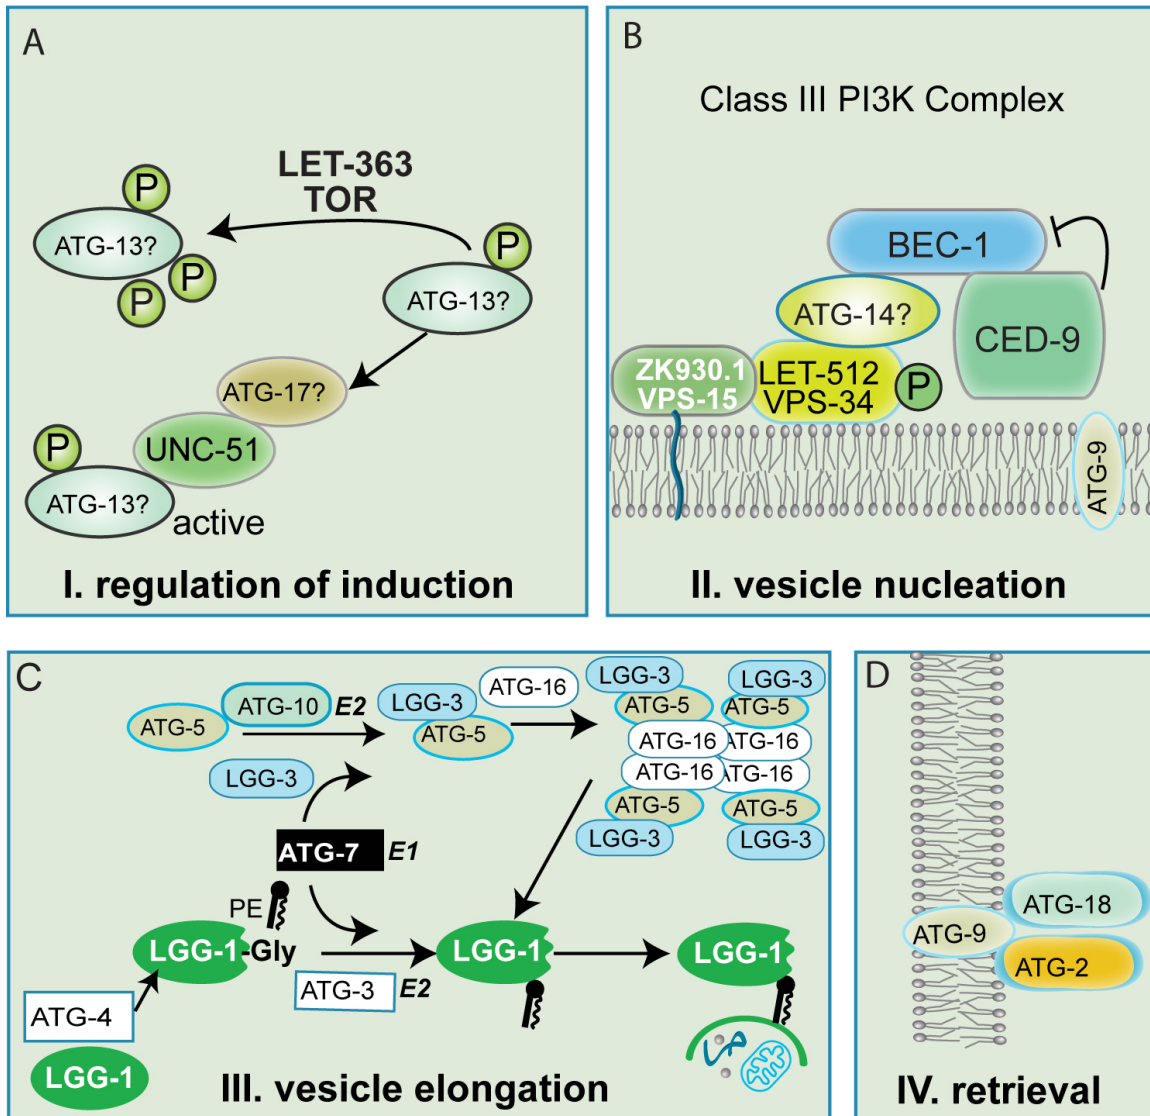 A
LET-363
TOR
P
ATG-13?
P
P
P
ATG-13?
ATG-17?
UNC-51
P
ATG-13?
active
I. regulation of induction
B
Class III PI3K Complex
BEC-1
ATG-14?
CED-9
ZK930.1
VPS-15
LET-512
VPS-34
P
ATG-9
II. vesicle nucleation
C
ATG-5
ATG-10
E2
LGG-3
LGG-3
ATG-5
ATG-16
LGG-3
ATG-5
LGG-3
ATG-5
ATG-16
ATG-16
ATG-16
ATG-16
ATG-5
LGG-3
ATG-5
LGG-3
ATG-7
E1
PE
LGG-1
-Gly
ATG-3
E2
LGG-1
LGG-1
ATG-4
LGG-1
III. vesicle elongation
D
ATG-18
ATG-9
ATG-2
IV. retrieval